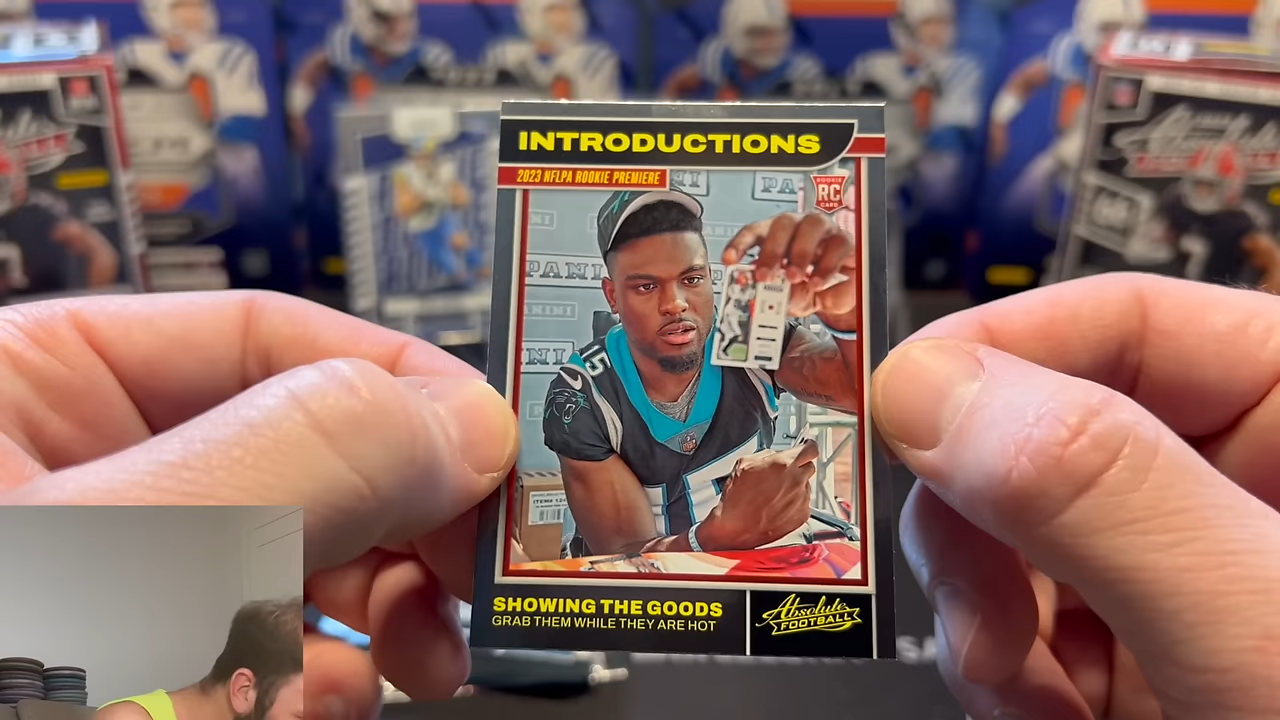 INTRODUCTIONS
2023 NFLPA ROOKIE PREMIERE
ROOKIE
RC
CARD
PANINI
15
SHOWING THE GOODS
GRAB THEM WHILE THEY ARE HOT
Absolute
FOOTBALL